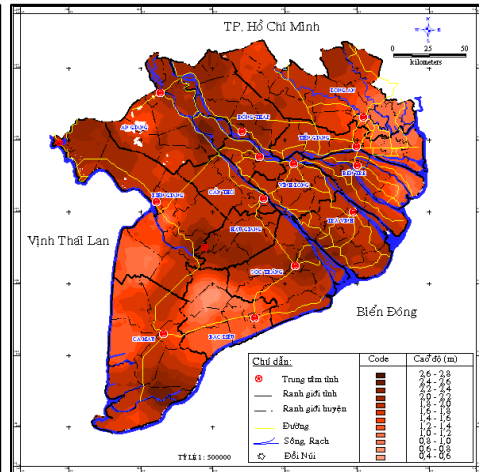 TP. Hồ Chí Minh
0 25 50
kilometers
LONG AN
ĐỒNG THÁP
AN GIANG
TIỀN GIANG
BẾN TRE
VĨNH LONG
CẦN THƠ
KIÊN GIANG
TRÀ VINH
HẬU GIANG
Vịnh Thái Lan
SÓC TRĂNG
Biển Đông
BẠC LIÊU
CÀ MAU
Chú dẫn:
Code
Cao độ (m)
Trung tâm tỉnh
Ranh giới tỉnh
Ranh giới huyện
Đường
Sông, Rạch
Đồi Núi
2,6 - 2,8
2,4 - 2,6
2,2 - 2,4
2,0 - 2,2
1,8 - 2,0
1,6 - 1,8
1,4 - 1,6
1,2 - 1,4
1,0 - 1,2
0,8 - 1,0
0,6 - 0,8
0,4 - 0,6
TỶ LỆ 1: 500000